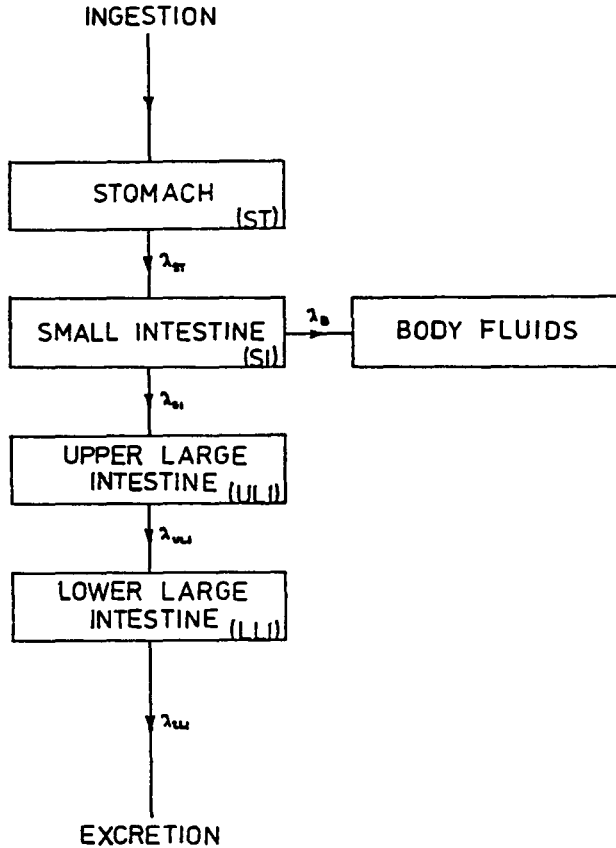 INGESTION
STOMACH
(ST)
λST
SMALL INTESTINE
(SI)
λB
BODY FLUIDS
λSI
UPPER LARGE
INTESTINE
(ULI)
λULI
LOWER LARGE
INTESTINE
(LLI)
λLLI
EXCRETION